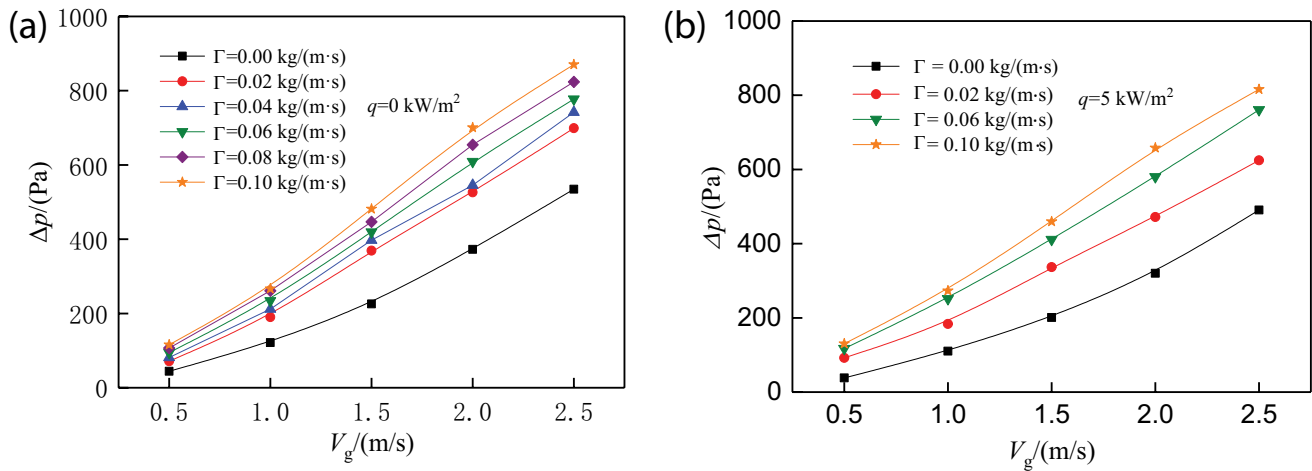 (a)
1000
800
600
400
200
0
Δp/(Pa)
Γ=0.00 kg/(m·s)
Γ=0.02 kg/(m·s)
Γ=0.04 kg/(m·s)
Γ=0.06 kg/(m·s)
Γ=0.08 kg/(m·s)
Γ=0.10 kg/(m·s)
q=0 kW/m²
0.5 1.0 1.5 2.0 2.5
Vg/(m/s)
(b)
1000
800
600
400
200
0
Δp/(Pa)
Γ = 0.00 kg/(m·s)
Γ = 0.02 kg/(m·s)
Γ = 0.06 kg/(m·s)
Γ = 0.10 kg/(m·s)
q=5 kW/m²
0.5 1.0 1.5 2.0 2.5
Vg/(m/s)